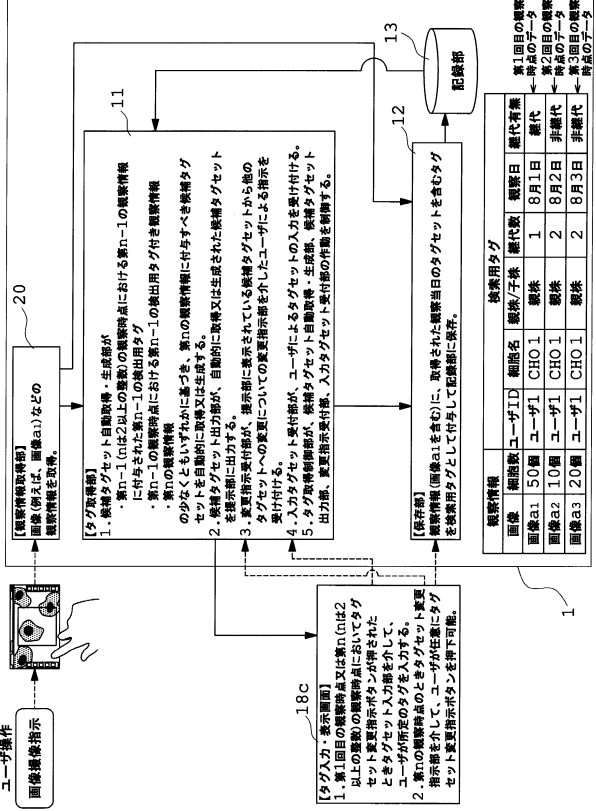 ユーザ操作
画像撮像指示
20
【観察情報取得部】
画像(例えば、画像a1)などの
観察情報を取得。
11
【タグ取得部】
1．候補タグセット自動取得・生成部が
・第n-1(nは2以上の整数)の観察時点における第n-1の観察情報
に付与された第n-1の検出用タグ
・第n-1の観察時点における第n-1の検出用タグ付き観察情報
・第nの観察情報
の少なくともいずれかに基づき、第nの観察情報に付与すべき候補タグ
セットを自動的に取得又は生成する。
2．候補タグセット出力部が、自動的に取得又は生成された候補タグセット
を提示部に出力する。
3．変更指示受付部が、提示部に表示されている候補タグセットから他の
タグセットへの変更についての変更指示部を介したユーザによる指示を
受け付ける。
4．入力タグセット受付部が、ユーザによるタグセットの入力を受け付ける。
5．タグ取得制御部が、候補タグセット自動取得・生成部、候補タグセット
出力部、変更指示受付部、入力タグセット受付部の作動を制御する。
18c
【タグ入力・表示画面】
1．第1回目の観察時点又は第n(nは2
以上の整数)の観察時点においてタグ
セット変更指示ボタンが押された
ときタグセット入力部を介して、
ユーザが所定のタグを入力する。
2．第nの観察時点のときタグセット変更
指示部を介して、ユーザが任意にタグ
セット変更指示ボタンを押下可能。
12
【保存部】
観察情報(画像a1を含む)に、取得された観察当日のタグセットを含むタグ
を検索用タグとして付与して記録部に保存。
13
記録部
観察情報 検索用タグ
画像 細胞数 ユーザID 細胞名 親株/子株 継代数 観察日 継代有無
画像a1 50個 ユーザ1 CHO1 親株 1 8月1日 継代 第1回目の観察時点のデータ
画像a2 10個 ユーザ1 CHO1 親株 2 8月2日 非継代 第2回目の観察時点のデータ
画像a3 20個 ユーザ1 CHO1 親株 2 8月3日 非継代 第3回目の観察時点のデータ
1